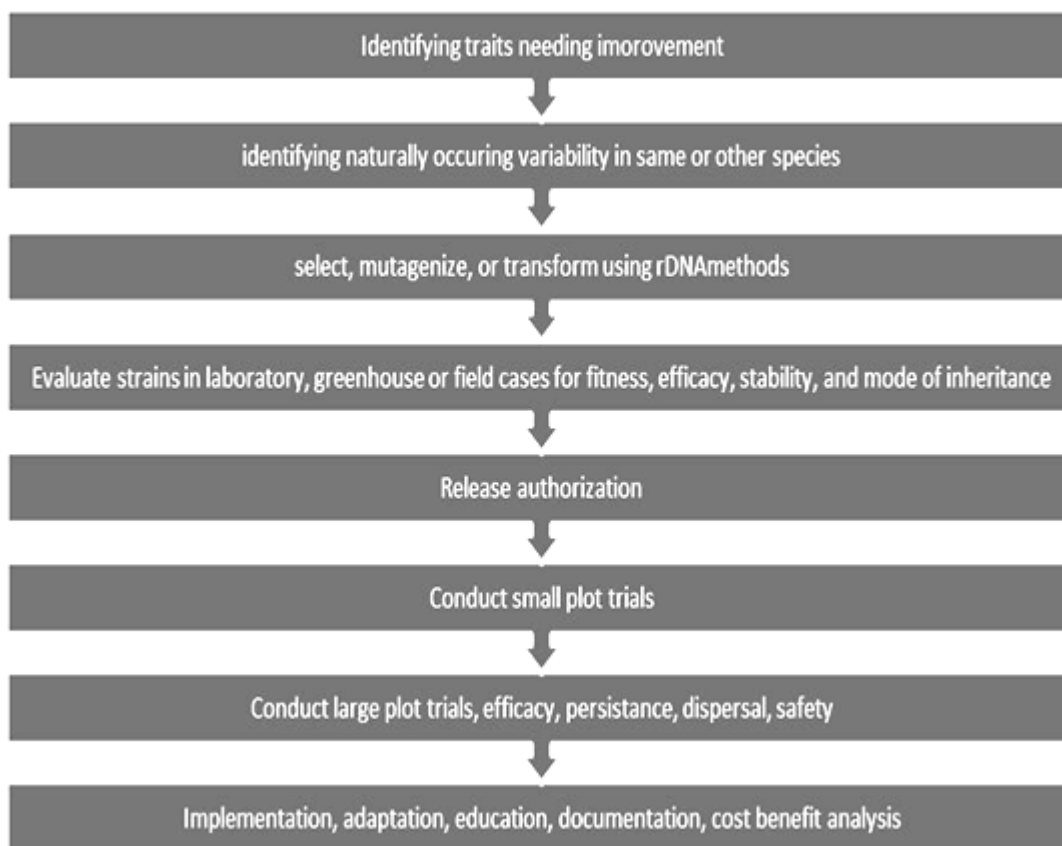 Identifying traits needing imorovement
identifying naturally occuring variability in same or other species
select, mutagenize, or transform using rDNAmethods
Evaluate strains in laboratory, greenhouse or field cases for fitness, efficacy, stability, and mode of inheritance
Release authorization
Conduct small plot trials
Conduct large plot trials, efficacy, persistance, dispersal, safety
Implementation, adaptation, education, documentation, cost benefit analysis